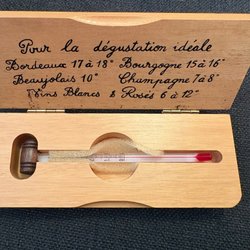 Pour la dégustation idéale
Bordeaux 17 à 18° Bourgogne 15 à 16°
Beaujolais 10° Champagne 7 à 8°
Vins Blancs & Rosés 6 à 12°